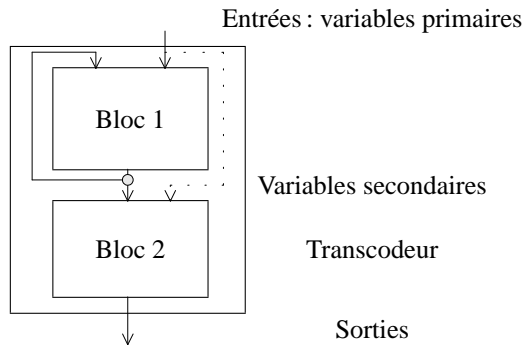 Entrées : variables primaires
Bloc 1
Variables secondaires
Bloc 2
Transcodeur
Sorties